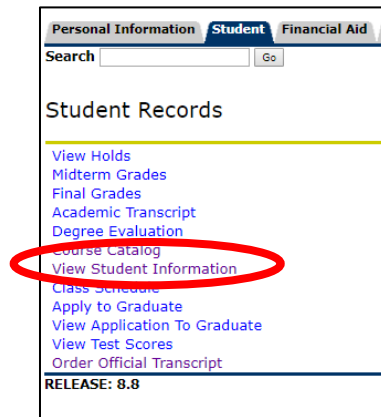 Personal Information Student Financial Aid
Search Go
Student Records
View Holds
Midterm Grades
Final Grades
Academic Transcript
Degree Evaluation
Course Catalog
View Student Information
Class Schedule
Apply to Graduate
View Application To Graduate
View Test Scores
Order Official Transcript
RELEASE: 8.8